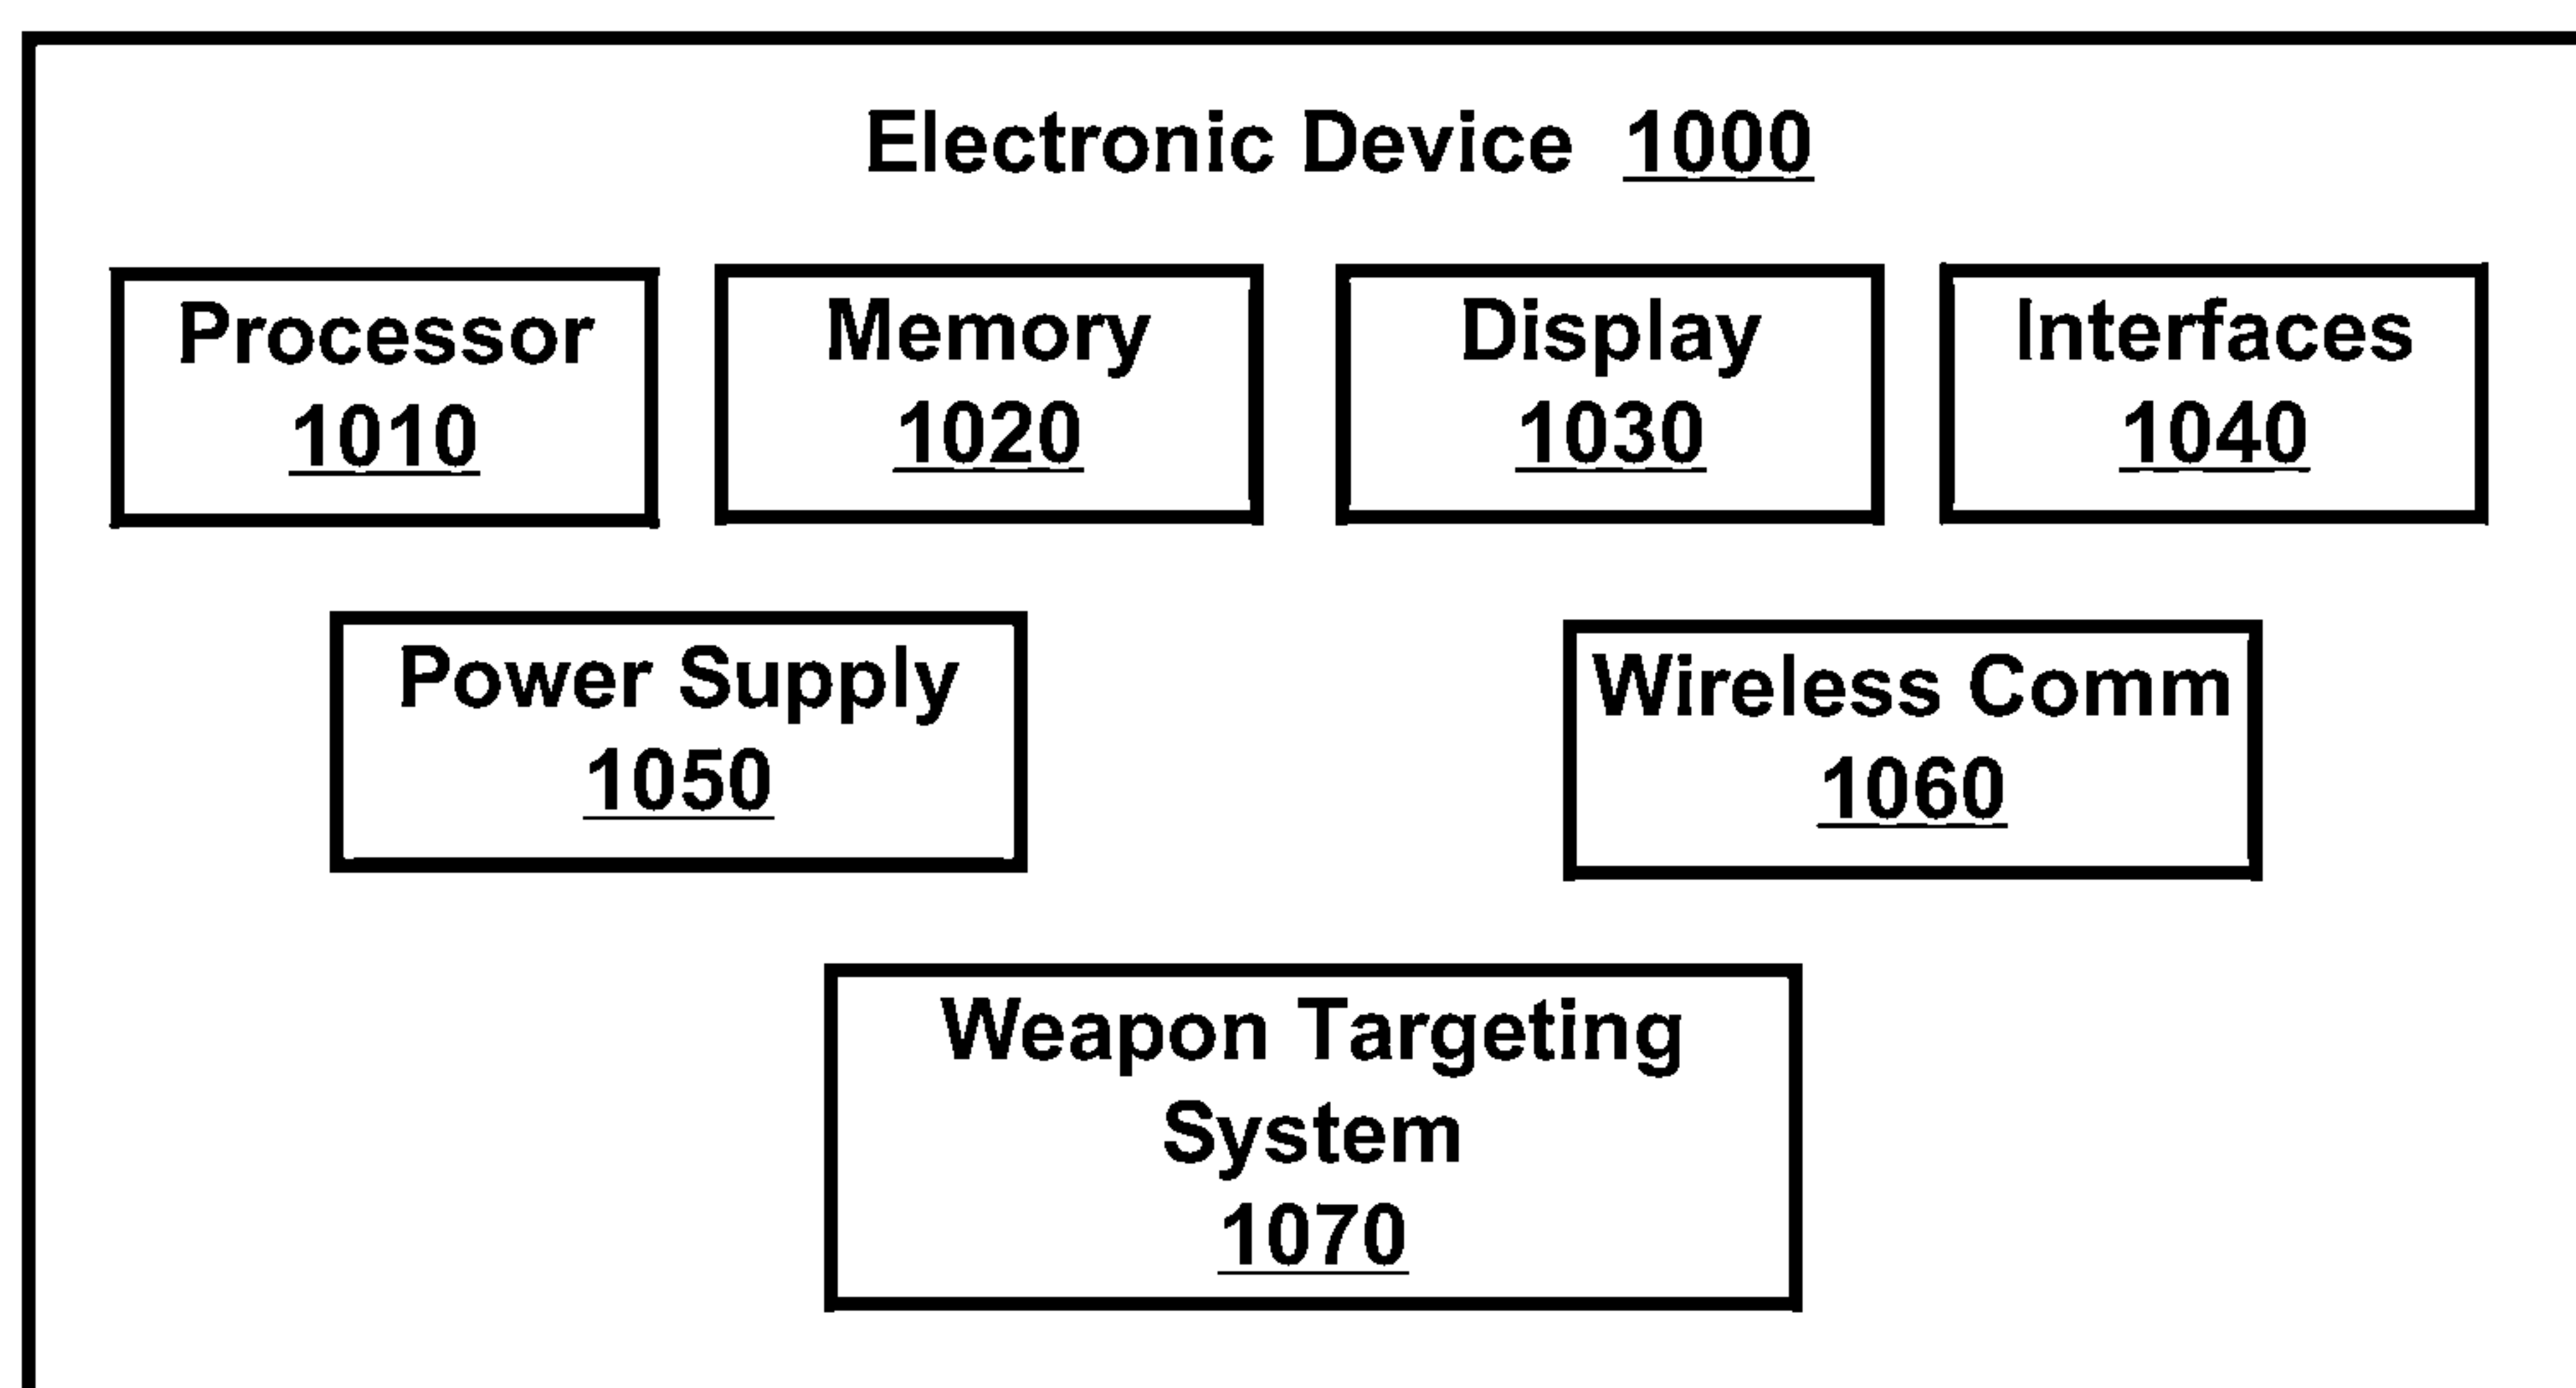 Electronic Device 1000
Processor
1010
Memory
1020
Display
1030
Interfaces
1040
Power Supply
1050
Wireless Comm
1060
Weapon Targeting
System
1070